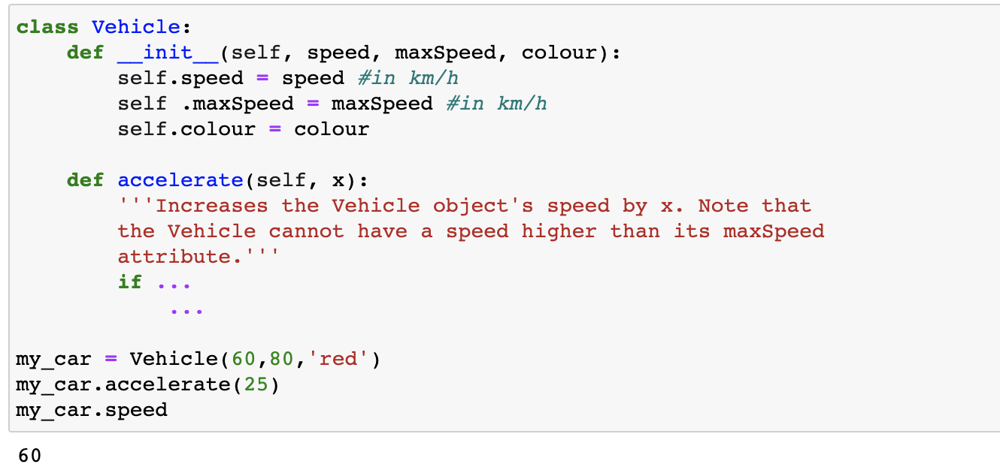 class Vehicle:
    def __init__(self, speed, maxSpeed, colour):
        self.speed = speed #in km/h
        self .maxSpeed = maxSpeed #in km/h
        self.colour = colour

    def accelerate(self, x):
        '''Increases the Vehicle object's speed by x. Note that
        the Vehicle cannot have a speed higher than its maxSpeed
        attribute.'''
        if ...
            ...

my_car = Vehicle(60,80,'red')
my_car.accelerate(25)
my_car.speed
60